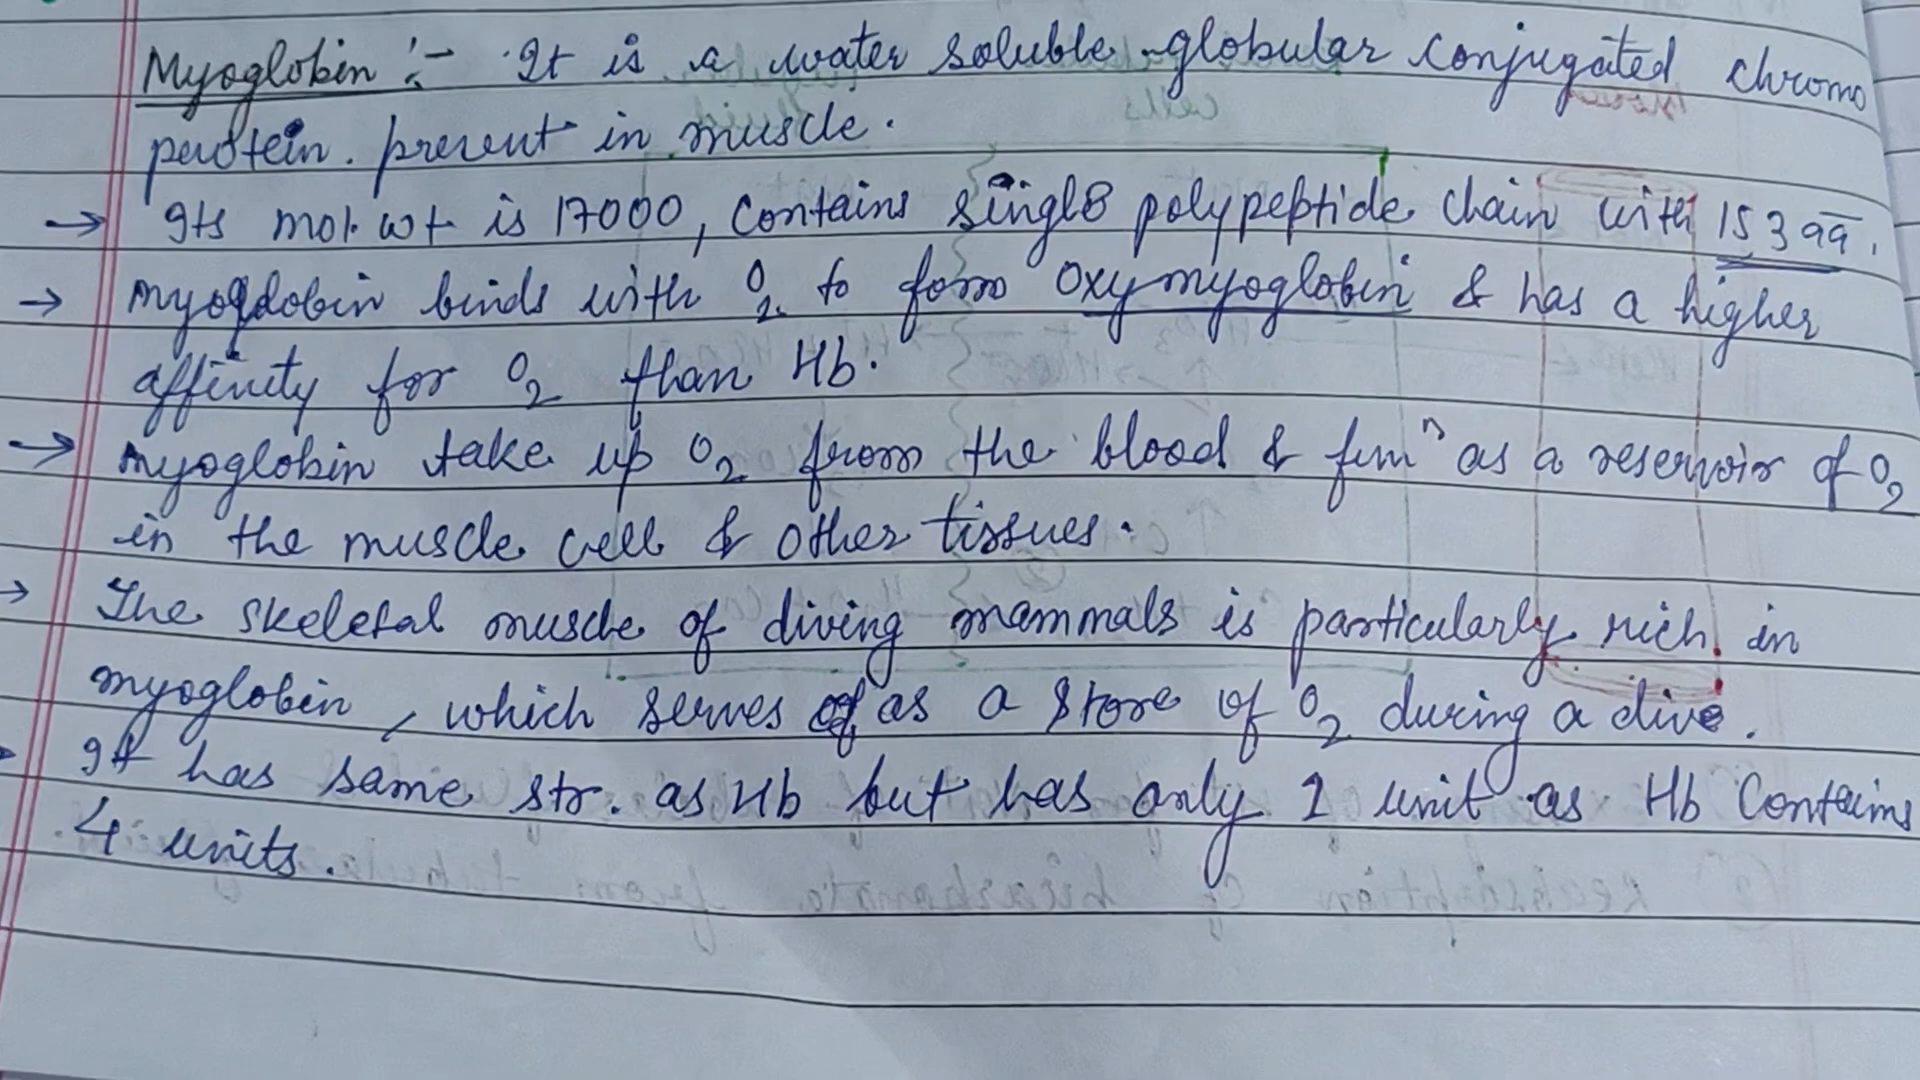 Myoglobin :- It is a water soluble globular conjugated chromo
protein. present in muscle.
→ Its mol. wt is 17000, contains single polypeptide chain with 153 aa.
→ myoglobin binds with O₂ to form oxymyoglobin & has a higher
affinity for O₂ than Hb.
→ myoglobin take up O₂ from the blood & funⁿ as a reservoir of O₂
in the muscle cell & other tissues.
→ The skeletal muscle of diving mammals is particularly rich in
myoglobin, which serves as a store of O₂ during a dive.
It has same str. as Hb but has only 1 unit as Hb Contains
4 units.